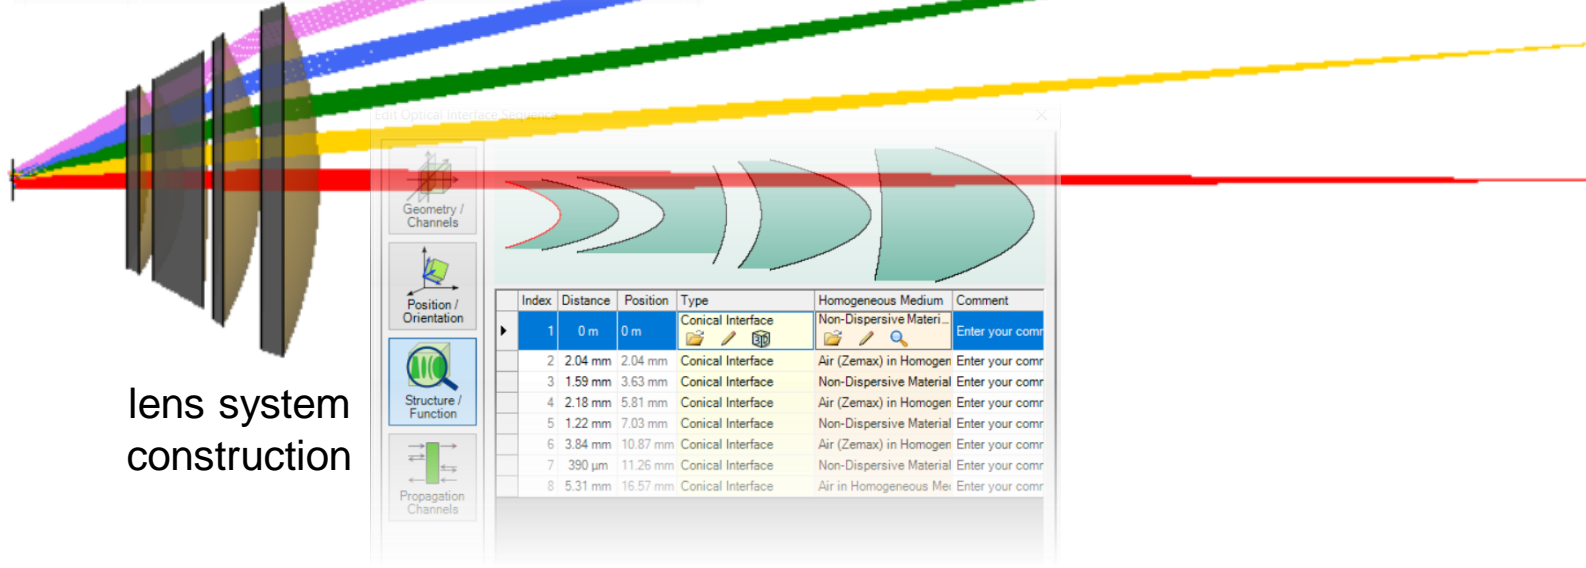 Edit Optical Interface Sequence
Geometry /
Channels
Position /
Orientation
Structure /
Function
Propagation
Channels
Index Distance Position Type Homogeneous Medium Comment
1 0 m 0 m Conical Interface Non-Dispersive Materi... Enter your comr
3D
2 2.04 mm 2.04 mm Conical Interface Air (Zemax) in Homogen Enter your comr
3 1.59 mm 3.63 mm Conical Interface Non-Dispersive Material Enter your comr
4 2.18 mm 5.81 mm Conical Interface Air (Zemax) in Homogen Enter your comr
5 1.22 mm 7.03 mm Conical Interface Non-Dispersive Material Enter your comr
6 3.84 mm 10.87 mm Conical Interface Air (Zemax) in Homogen Enter your comr
7 390 µm 11.26 mm Conical Interface Non-Dispersive Material Enter your comr
8 5.31 mm 16.57 mm Conical Interface Air in Homogeneous Me Enter your comr
lens system
construction